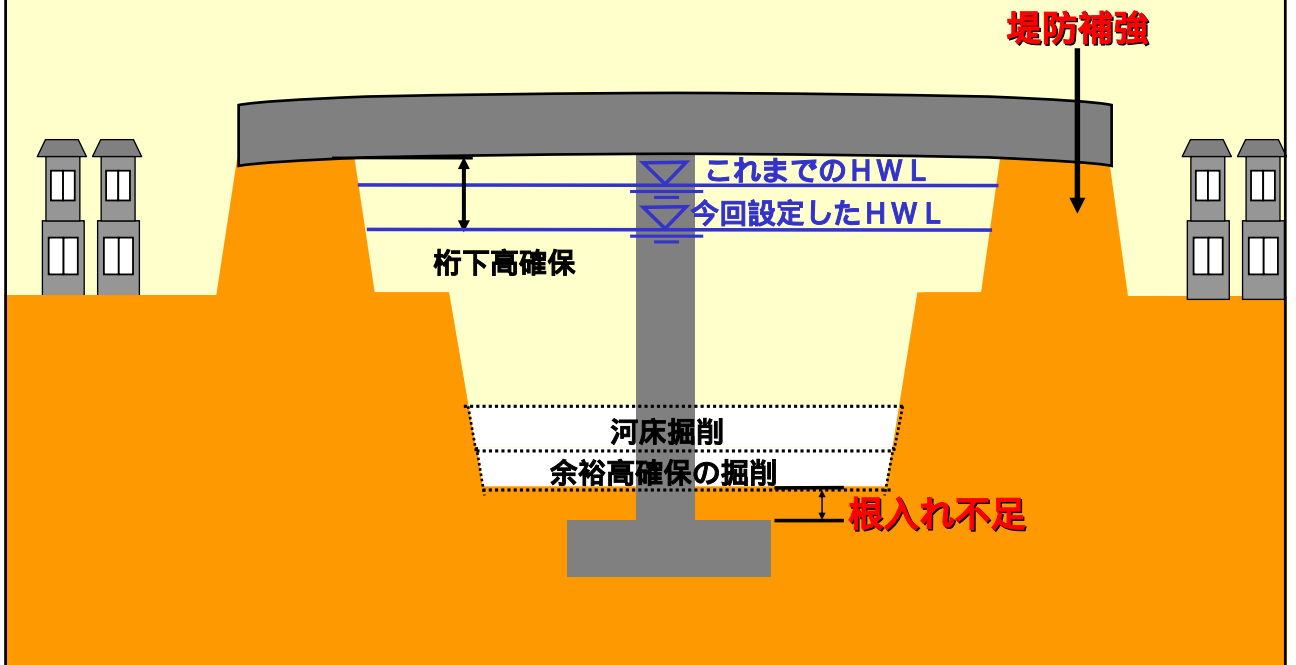 堤防補強
これまでのＨＷＬ
今回設定したＨＷＬ
桁下高確保
河床掘削
余裕高確保の掘削
根入れ不足